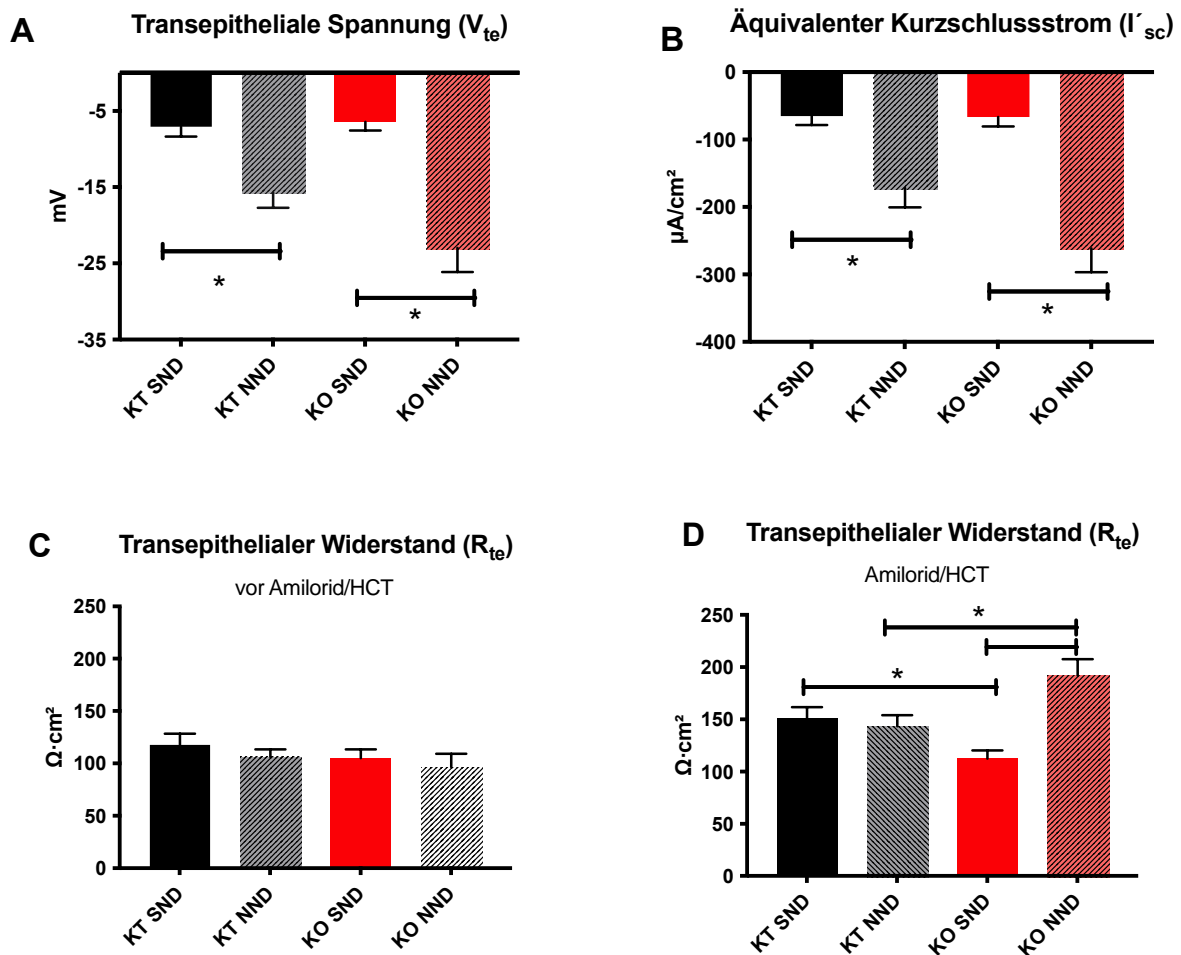 A
Transepitheliale Spannung (Vte)
-5
-15
-25
-35
mV
*
*
KT SND
KT NND
KO SND
KO NND
B
Äquivalenter Kurzschlussstrom (I´sc)
0
-100
-200
-300
-400
µA/cm²
*
*
KT SND
KT NND
KO SND
KO NND
C
Transepithelialer Widerstand (Rte)
vor Amilorid/HCT
250
200
150
100
50
0
Ω·cm²
KT SND
KT NND
KO SND
KO NND
D
Transepithelialer Widerstand (Rte)
Amilorid/HCT
250
200
150
100
50
0
Ω·cm²
*
*
KT SND
KT NND
KO SND
KO NND